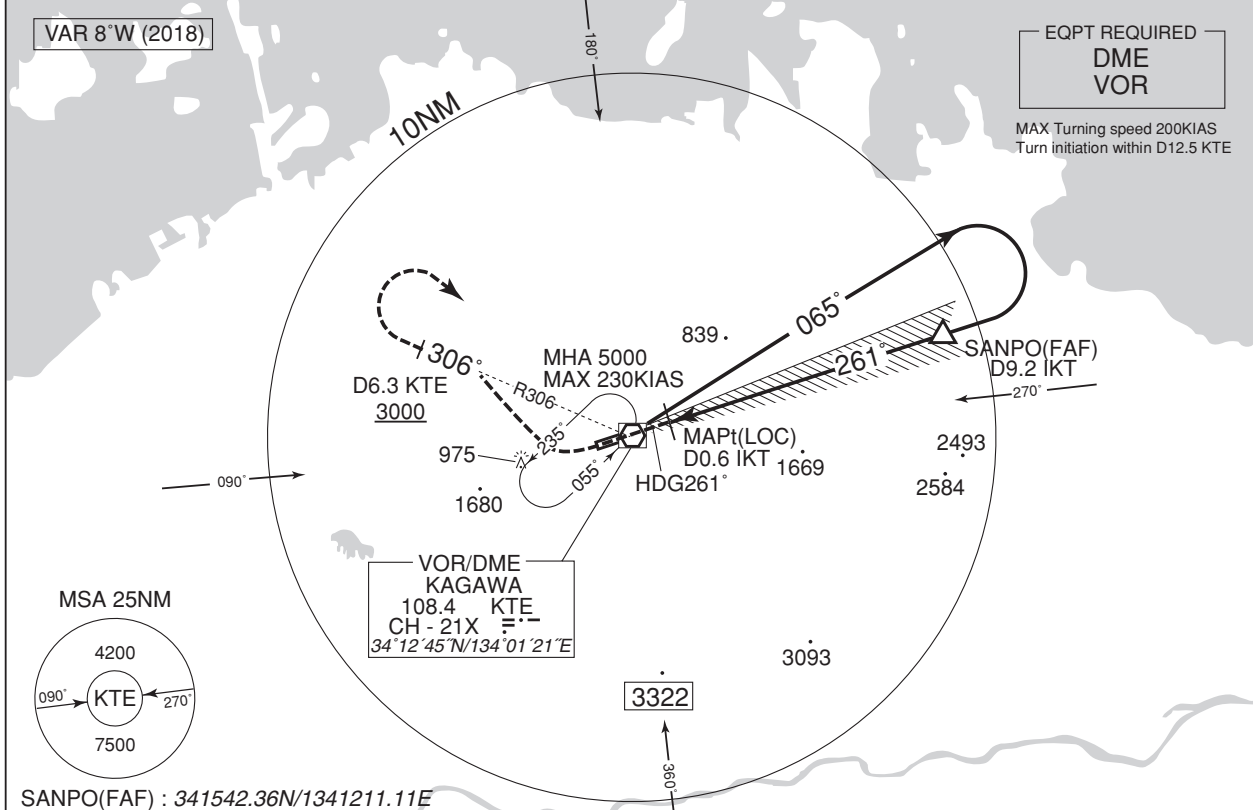 VAR 8°W (2018)
EQPT REQUIRED
DME
VOR
MAX Turning speed 200KIAS
Turn initiation within D12.5 KTE
180°
10NM
065°
839
261°
SANPO(FAF)
D9.2 IKT
270°
306°
D6.3 KTE
3000
R306
MHA 5000
MAX 230KIAS
235°
055°
MAPt(LOC)
D0.6 IKT
HDG261°
1669
2493
2584
975
1680
090°
VOR/DME
KAGAWA
108.4 KTE
CH - 21X
34°12´45˝N/134°01´21˝E
MSA 25NM
4200
090°
KTE
270°
7500
3093
3322
360°
SANPO(FAF) : 341542.36N/1341211.11E